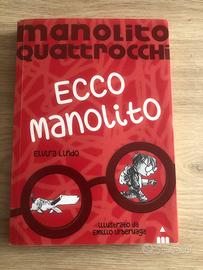 manolito
quattrocchi
ECCO
manolito
ELVIRA LINDO
illustrato da
Emilio Urberuaga